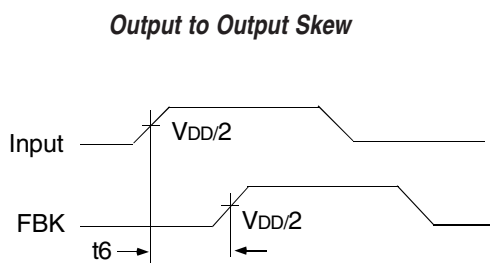 Output to Output Skew
Input
VDD/2
FBK
VDD/2
t6